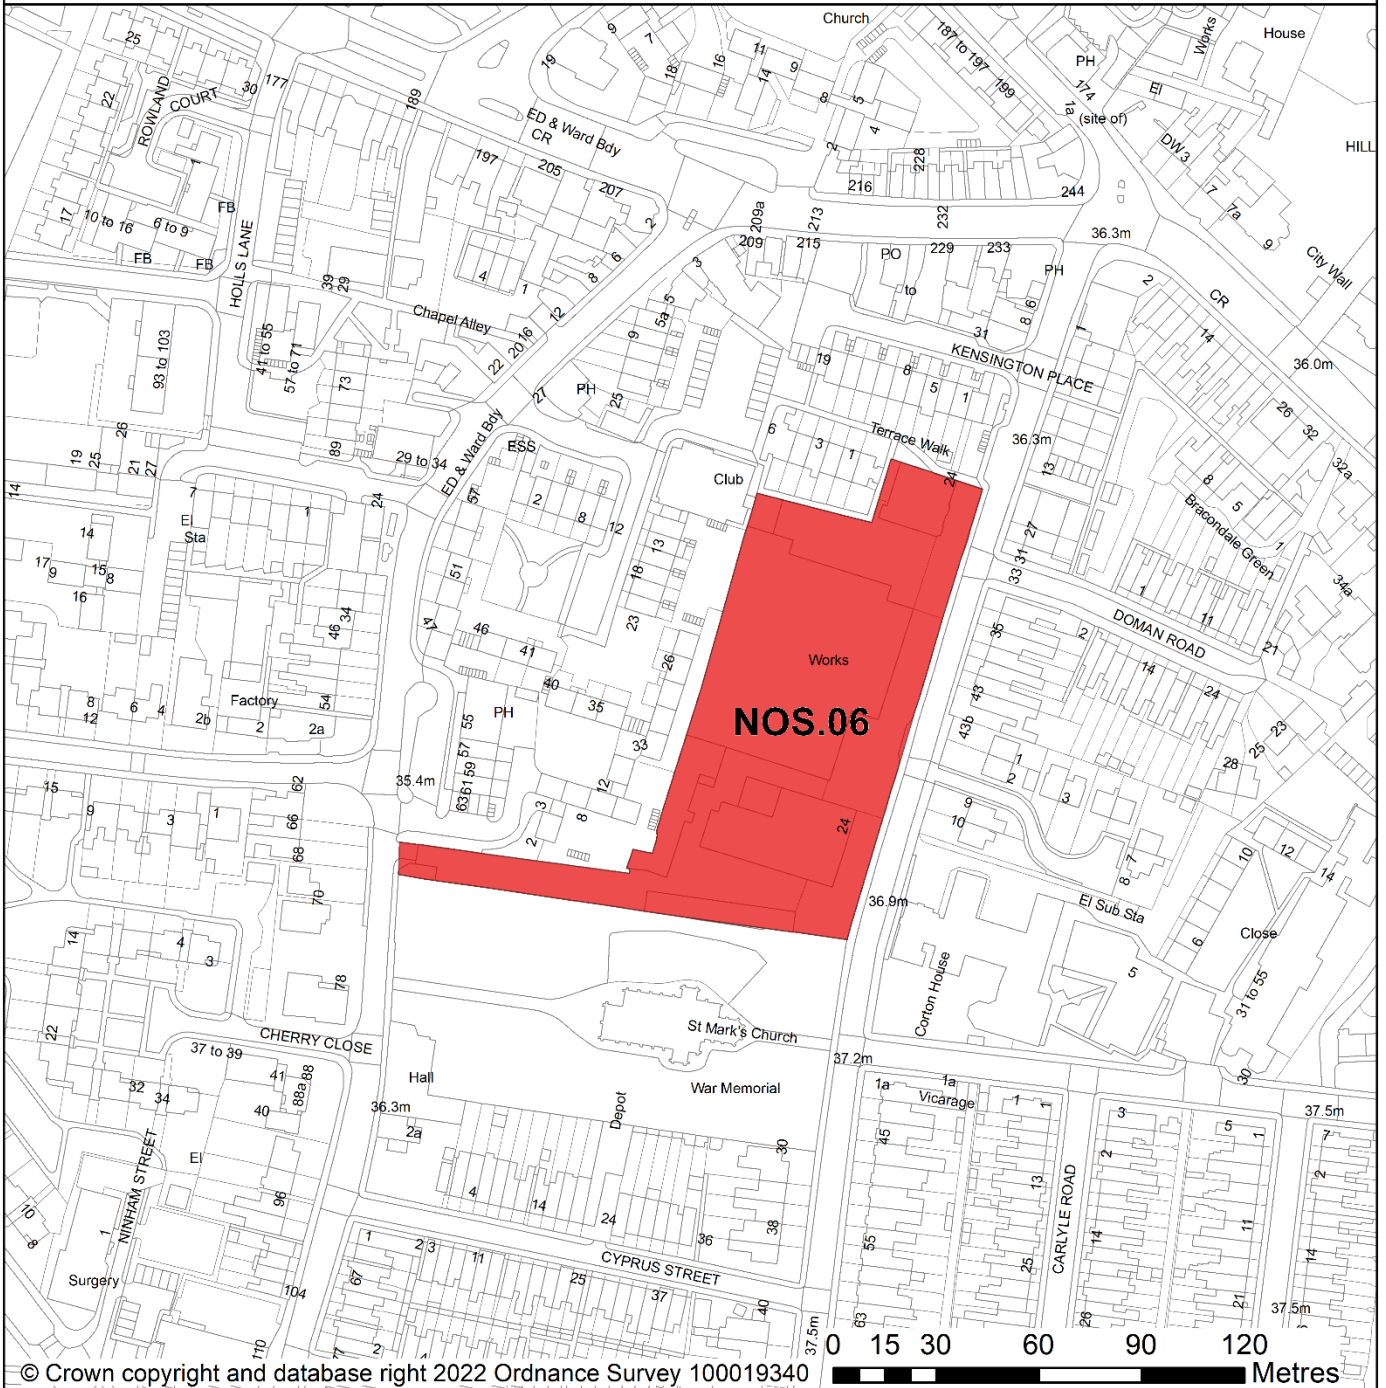 Church
Works
House
187 to 197
199
PH
174
1a
(site of)
El
DW3
HILL
25
22
ROWLAND
COURT
30
177
189
19
9
7
18
16
11
14
9
8
5
4
2
ED & Ward Bdy
CR
197
205
207
2
17
10 to 16
6 to 9
1
FB
FB
FB
HOLLS LANE
216
228
232
244
209a
213
209
215
PO
229
233
to
PH
36.3m
7
7a
9
City Wall
39
29
4
1
6
8
12
Chapel Alley
16
20
22
3
5
5a
9
8 6
31
KENSINGTON PLACE
1
2
CR
14
36.0m
93 to 103
41 to 55
57 to 71
73
27
PH
25
19
8
5
1
26
32
32a
26
19
25
21
27
14
89
29 to 34
24
ED & Ward Bdy
ESS
57
2
8
12
Club
6
3
1
Terrace Walk
24
36.3m
13
8
5
1
Bracondale Green
34a
7
1
El
Sta
14
17
9
15
8
16
34
46
51
47
46
41
40
35
33
13
18
23
26
27
33
31
1
11
DOMAN ROAD
21
35
2
14
24
Works
NOS.06
8
12
6
4
2b
Factory
2
2a
54
PH
55
57
59
61
63
35.4m
12
8
3
2
43
43b
1
2
3
28
25
23
9
10
24
7
8
15
9
3
1
62
66
68
70
78
36.9m
El Sub Sta
10
12
14
6
Close
31 to 55
5
Corton House
14
4
3
22
CHERRY CLOSE
37 to 39
41
88a
88
40
32
34
St Mark's Church
War Memorial
Hall
36.3m
2a
Depot
30
37.2m
1a
1a
Vicarage
1
1
30
37.5m
3
5
1
7
2
2
45
13
El
NINHAM STREET
96
10
8
1
Surgery
104
110
4
14
24
36
38
CYPRUS STREET
1
2
3
11
25
37
40
67
77
2
4
55
63
25
CARLYLE ROAD
14
26
11
21
14
37.5m
37.5m
0 15 30 60 90 120
Metres
© Crown copyright and database right 2022 Ordnance Survey 100019340